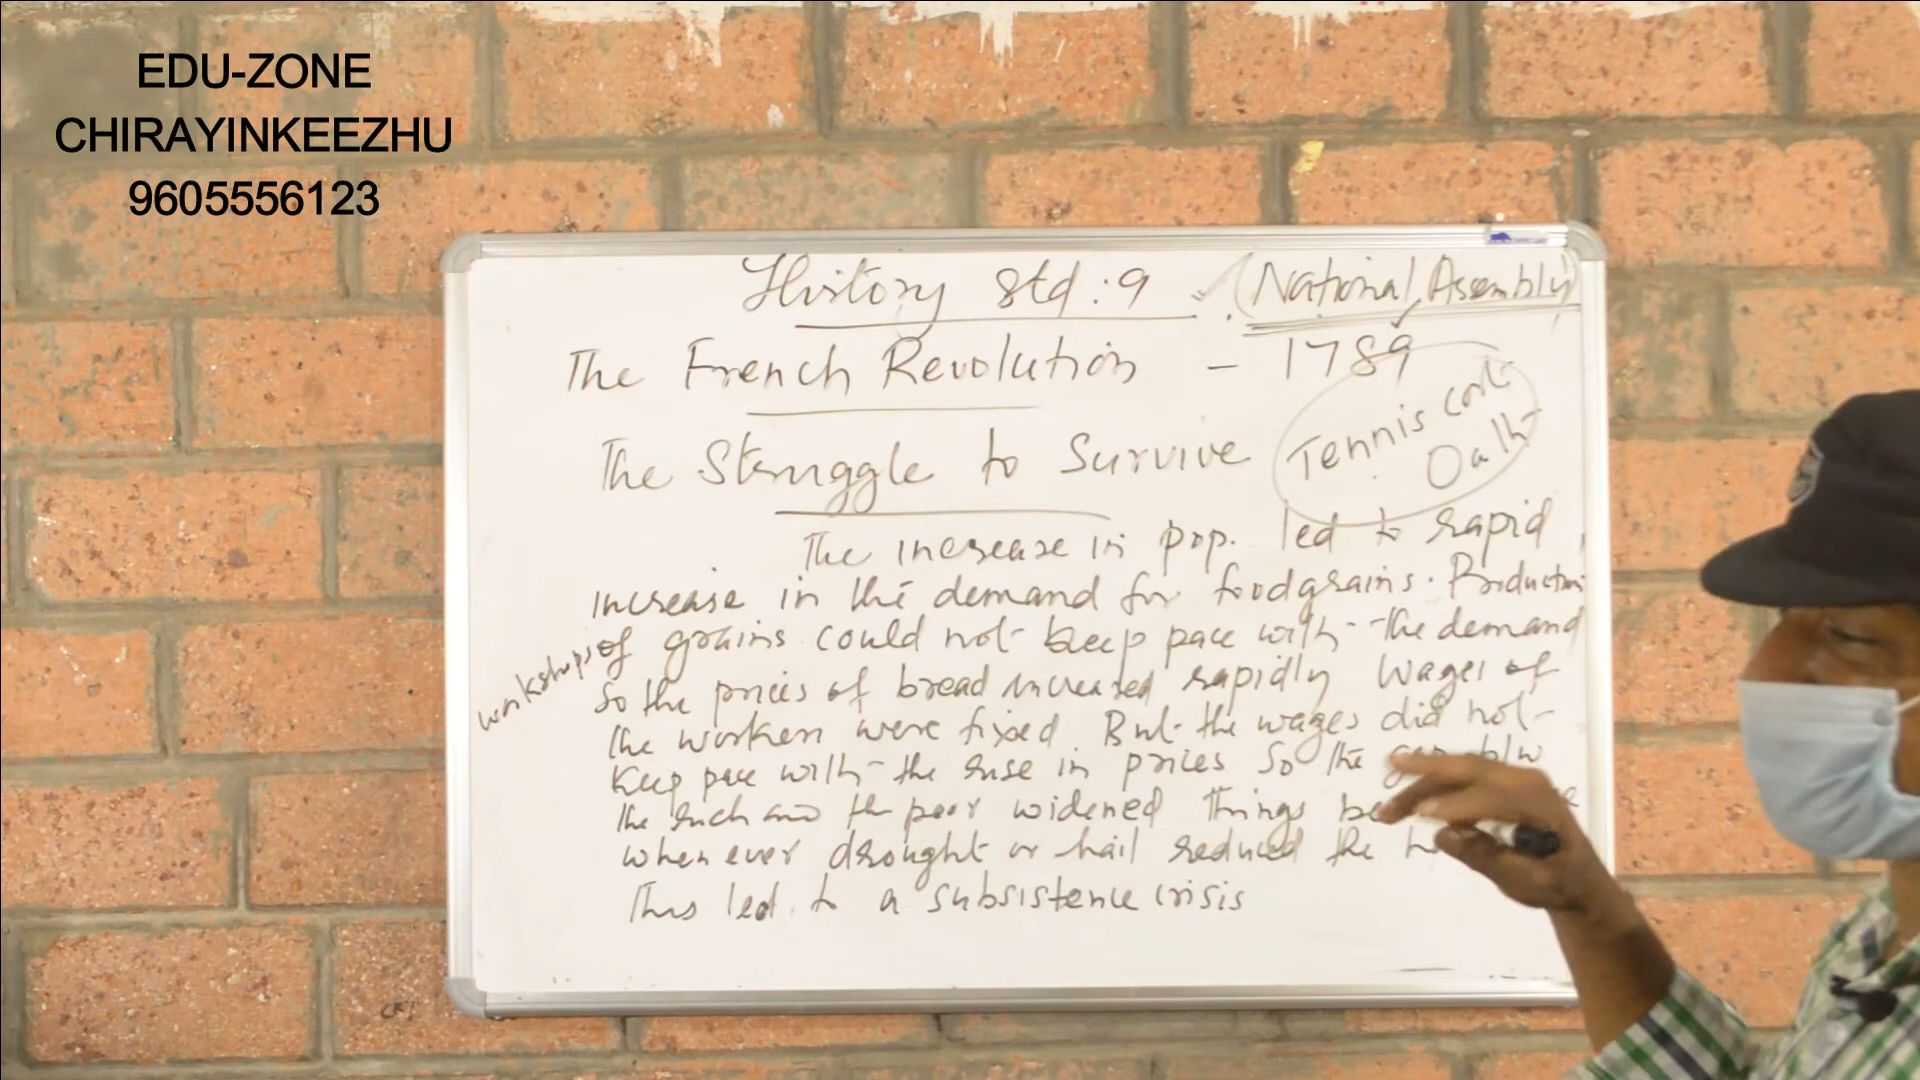 EDU-ZONE
CHIRAYINKEEZHU
9605556123
History Std : 9
(National Assembly)
The French Revolution - 1789
Tennis Cort
Oath
The Struggle to Survive
The increase in pop. led to rapid
increase in the demand for foodgrains. Production
of grains could not keep pace with the demand
workshops
So the prices of bread increased rapidly Wages of
the workers were fixed. But the wages did not
keep pace with the rise in prices So the b/w
the rich and the poor widened Things
when ever drought or hail reduced the
This led to a subsistence crisis